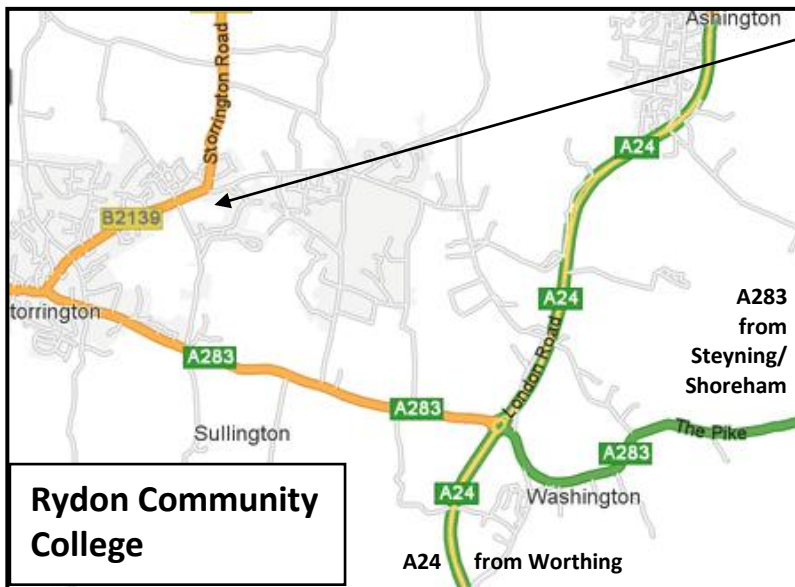 Ashington
Storrington Road
A24
B2139
A24
A283
from
Steyning/
Shoreham
torrington
A283
London Road
A283
The Pike
Sullington
A283
A24
Washington
Rydon Community
College
A24 from Worthing